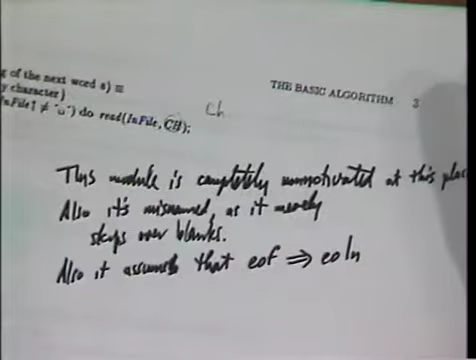 g of the next word a) ≡
y character)
nFile↑ ≠ "␣") do read(InFile, CH);
Ch
THE BASIC ALGORITHM 3
This module is completely unmotivated at this plac
Also it's misnamed, as it merely
skips over blanks.
Also it assumes that eof ⇒ eoln